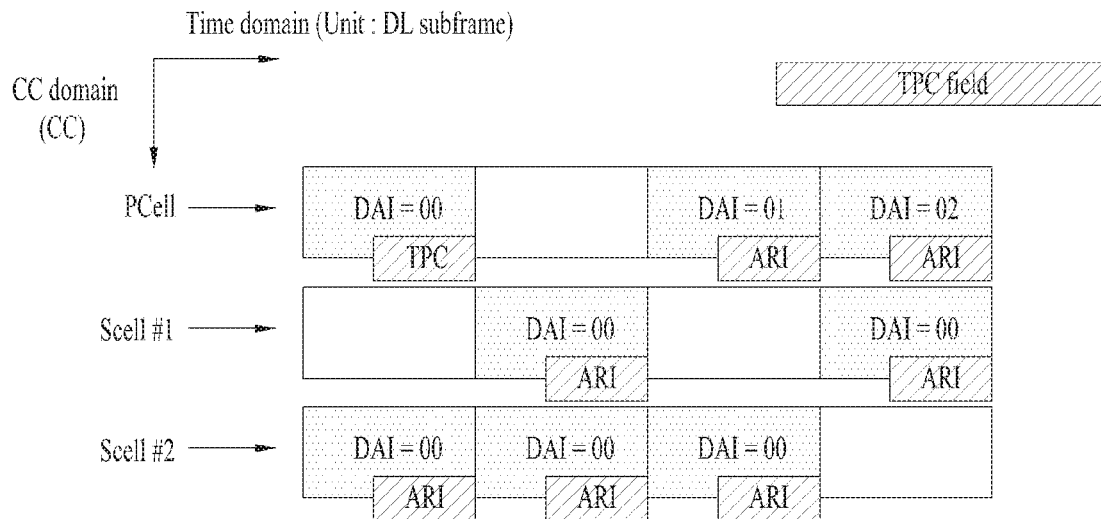 Time domain (Unit : DL subframe)
CC domain
(CC)
TPC field
PCell
DAI = 00
DAI = 01
DAI = 02
TPC
ARI
ARI
Scell #1
DAI = 00
DAI = 00
ARI
ARI
Scell #2
DAI = 00
DAI = 00
DAI = 00
ARI
ARI
ARI